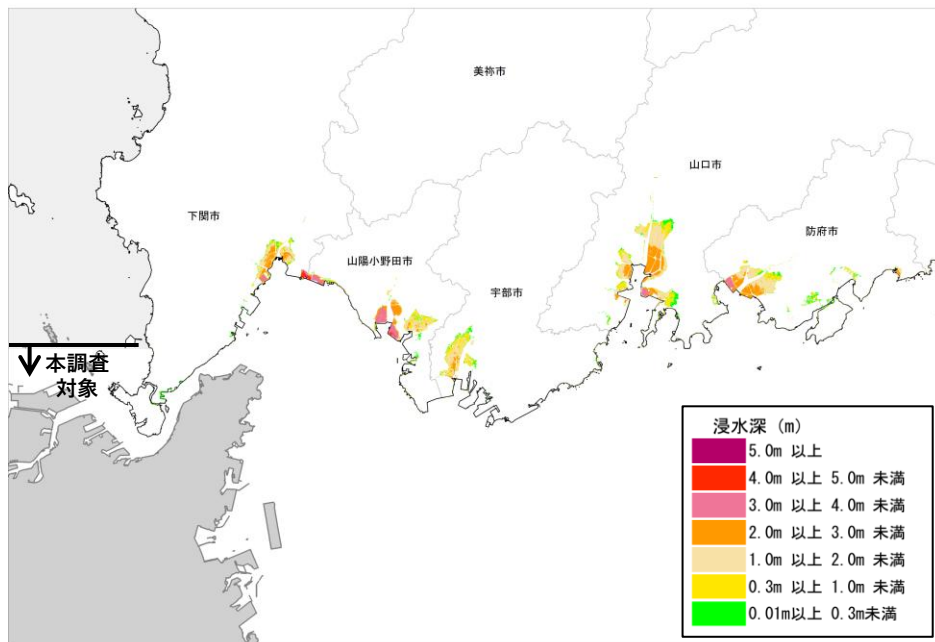 美祢市
山口市
下関市
防府市
山陽小野田市
宇部市
本調査
対象
浸水深 (m)
5.0m 以上
4.0m 以上 5.0m 未満
3.0m 以上 4.0m 未満
2.0m 以上 3.0m 未満
1.0m 以上 2.0m 未満
0.3m 以上 1.0m 未満
0.01m以上 0.3m未満